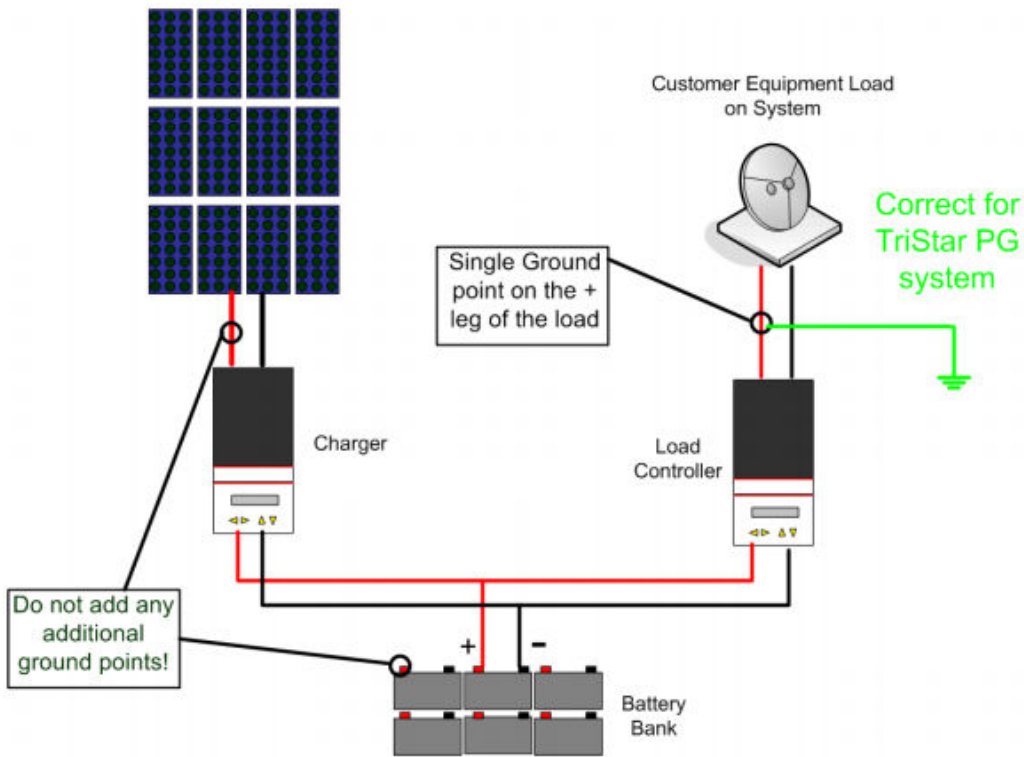 Customer Equipment Load
on System
Correct for
TriStar PG
system
Single Ground
point on the +
leg of the load
Charger
Load
Controller
Do not add any
additional
ground points!
+
-
Battery
Bank